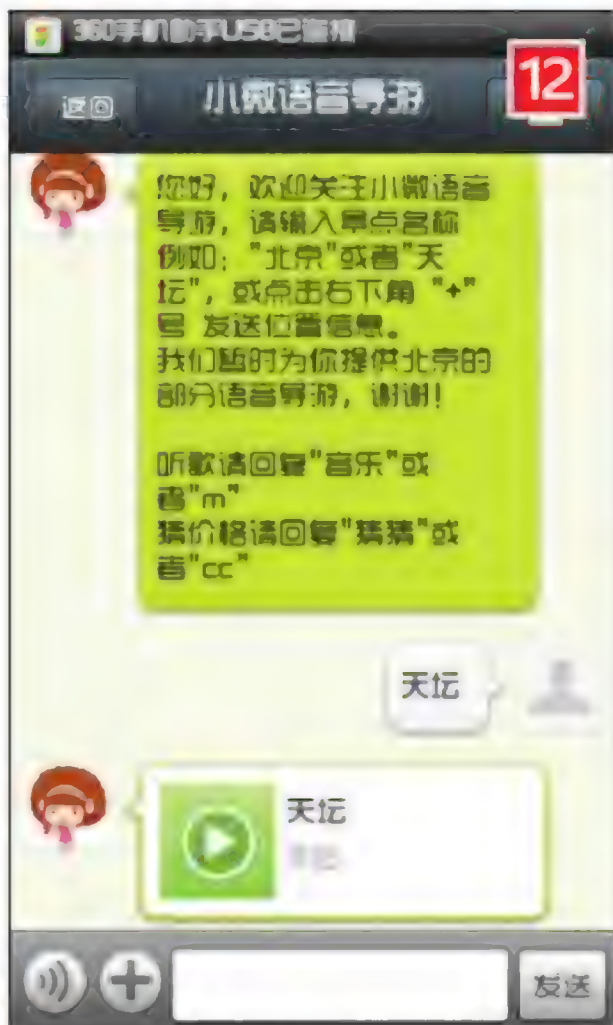 360手机助手USB已连接
12
返回
小微语音导游
您好，欢迎关注小微语音
导游，请输入景点名称
例如："北京"或者"天
坛"，或点击右下角 "+"
号 发送位置信息。
我们暂时为你提供北京的
部分语音导游，谢谢！
听歌请回复"音乐"或
者"m"
猜价格请回复"猜猜"或
者"cc"
天坛
天坛
发送